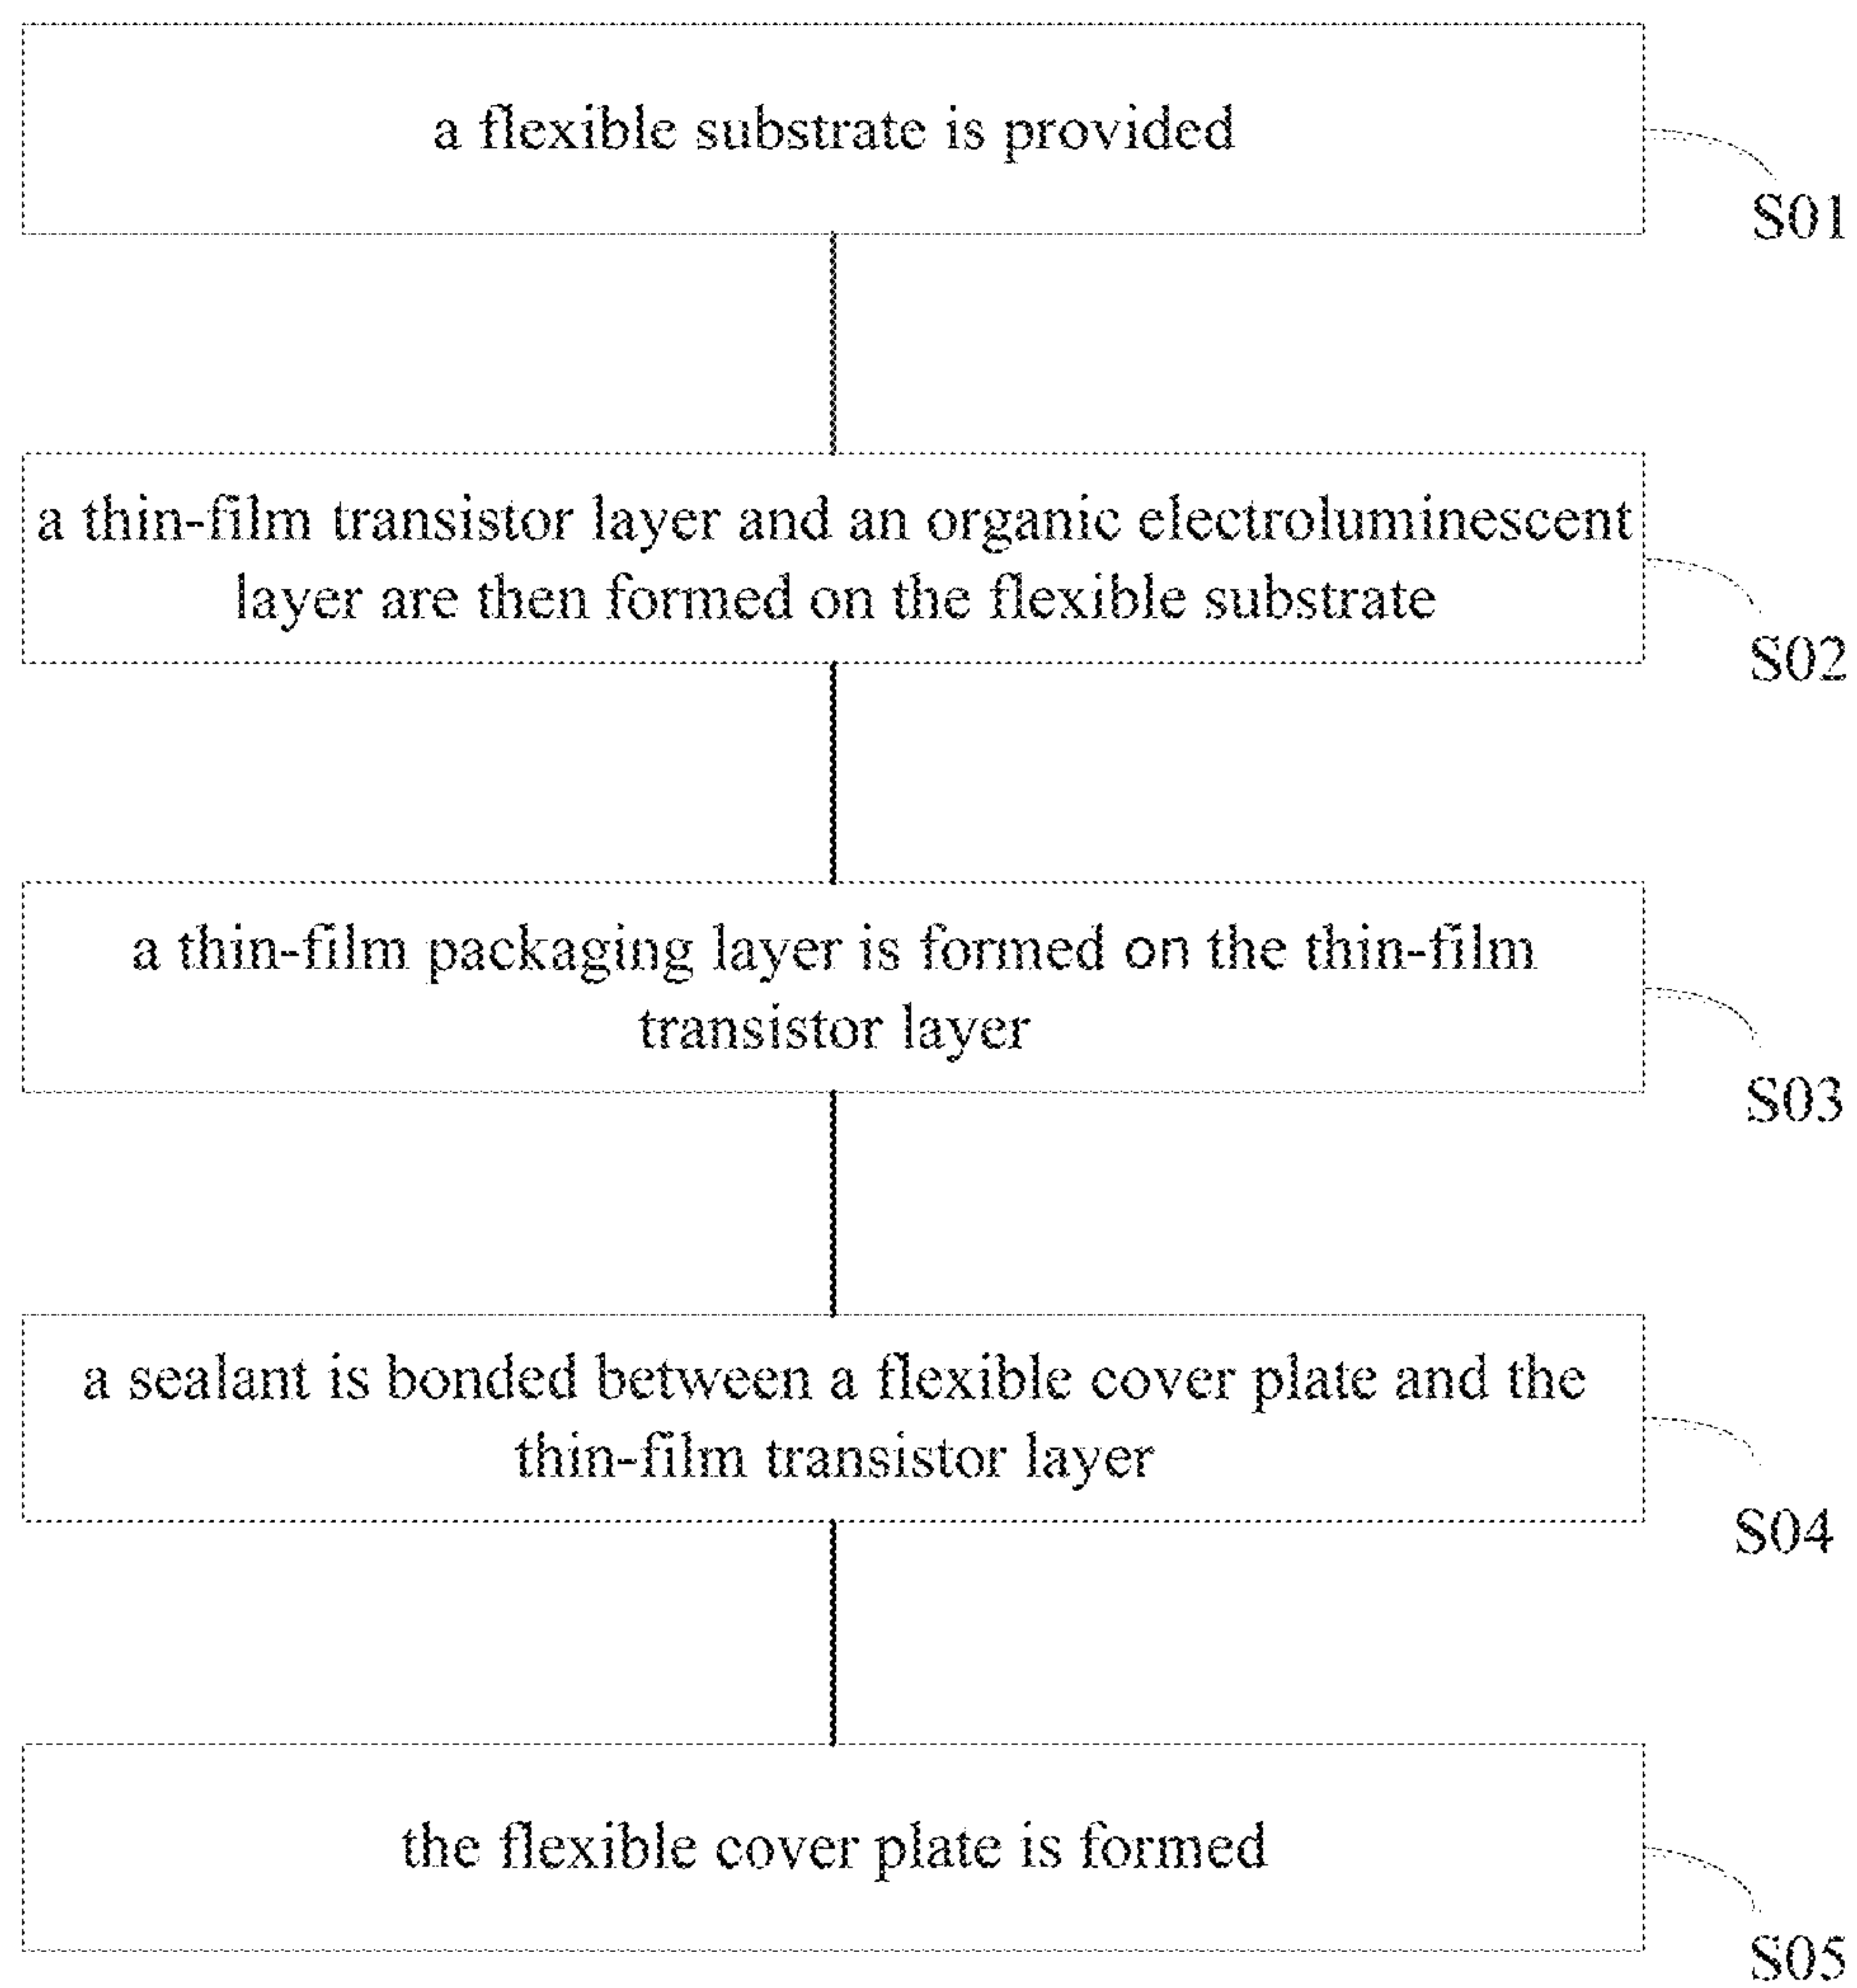 a flexible substrate is provided
S01
a thin-film transistor layer and an organic electroluminescent
layer are then formed on the flexible substrate
S02
a thin-film packaging layer is formed on the thin-film
transistor layer
S03
a sealant is bonded between a flexible cover plate and the
thin-film transistor layer
S04
the flexible cover plate is formed
S05